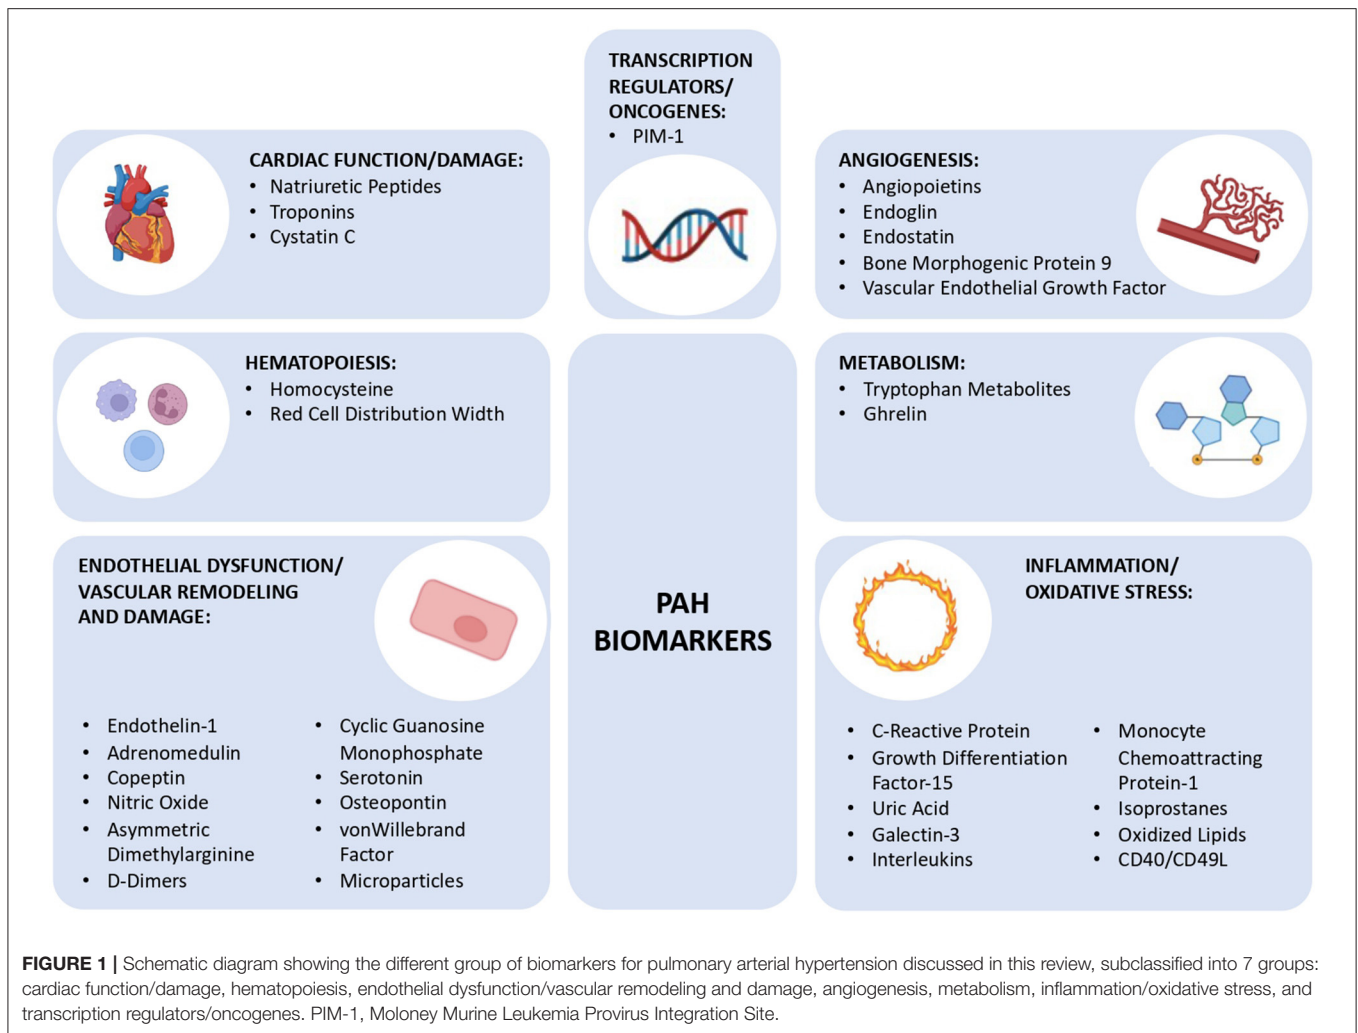 TRANSCRIPTION
REGULATORS/
ONCOGENES:
• PIM-1
CARDIAC FUNCTION/DAMAGE:
• Natriuretic Peptides
• Troponins
• Cystatin C
ANGIOGENESIS:
• Angiopoietins
• Endoglin
• Endostatin
• Bone Morphogenic Protein 9
• Vascular Endothelial Growth Factor
HEMATOPOIESIS:
• Homocysteine
• Red Cell Distribution Width
METABOLISM:
• Tryptophan Metabolites
• Ghrelin
ENDOTHELIAL DYSFUNCTION/
VASCULAR REMODELING
AND DAMAGE:
• Endothelin-1
• Adrenomedulin
• Copeptin
• Nitric Oxide
• Asymmetric
Dimethylarginine
• D-Dimers
• Cyclic Guanosine
Monophosphate
• Serotonin
• Osteopontin
• vonWillebrand
Factor
• Microparticles
PAH
BIOMARKERS
INFLAMMATION/
OXIDATIVE STRESS:
• C-Reactive Protein
• Growth Differentiation
Factor-15
• Uric Acid
• Galectin-3
• Interleukins
• Monocyte
Chemoattracting
Protein-1
• Isoprostanes
• Oxidized Lipids
• CD40/CD49L
FIGURE 1 | Schematic diagram showing the different group of biomarkers for pulmonary arterial hypertension discussed in this review, subclassified into 7 groups:
cardiac function/damage, hematopoiesis, endothelial dysfunction/vascular remodeling and damage, angiogenesis, metabolism, inflammation/oxidative stress, and
transcription regulators/oncogenes. PIM-1, Moloney Murine Leukemia Provirus Integration Site.